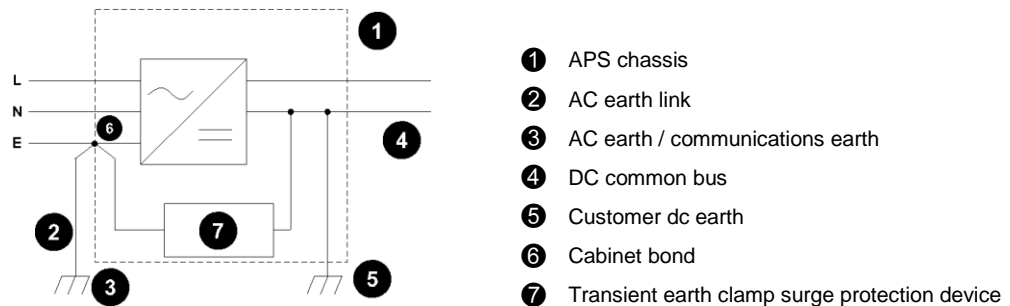 1
L
N
E
6
4
2
7
3
5
1 APS chassis
2 AC earth link
3 AC earth / communications earth
4 DC common bus
5 Customer dc earth
6 Cabinet bond
7 Transient earth clamp surge protection device